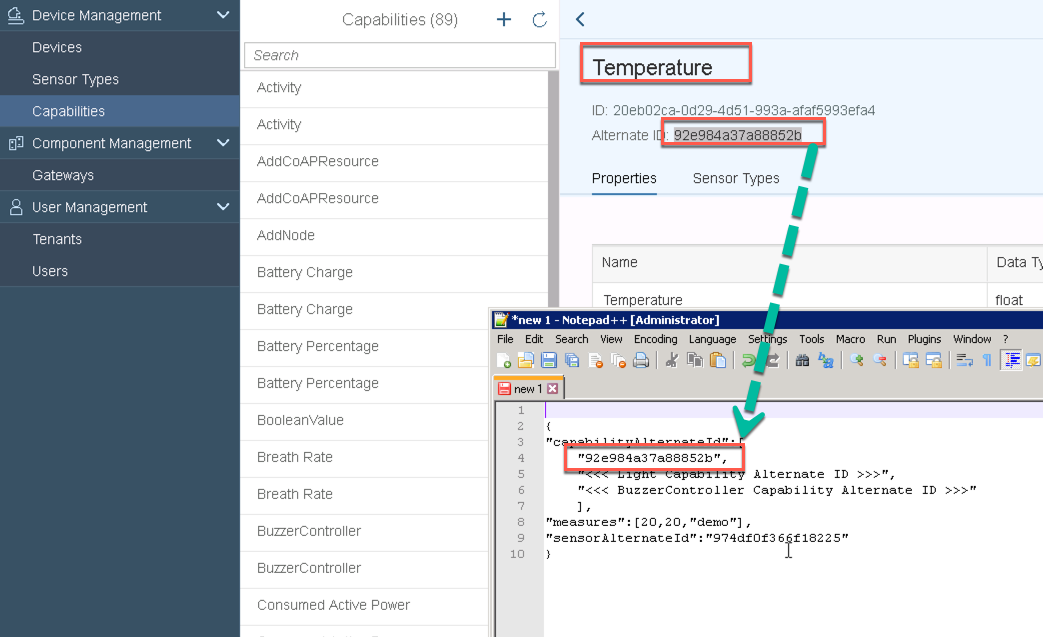 Device Management
Devices
Sensor Types
Capabilities
Component Management
Gateways
User Management
Tenants
Users
Capabilities (89)
Search
Activity
Activity
AddCoAPResource
AddCoAPResource
AddNode
Battery Charge
Battery Charge
Battery Percentage
Battery Percentage
BooleanValue
Breath Rate
Breath Rate
BuzzerController
BuzzerController
Consumed Active Power
Temperature
ID: 20eb02ca-0d29-4d51-993a-afaf5993efa4
Alternate ID: 92e984a37a88852b
Properties Sensor Types
Name Data Ty
Temperature float
*new 1 - Notepad++ [Administrator]
File Edit Search View Encoding Language Settings Tools Macro Run Plugins Window ?
new 1
1
2 {
3 "capabilityAlternateId":[
4 "92e984a37a88852b",
5 "<<< Light Capability Alternate ID >>>",
6 "<<< BuzzerController Capability Alternate ID >>>"
7 ],
8 "measures":[20,20,"demo"],
9 "sensorAlternateId":"974df0f366f18225"
10 }